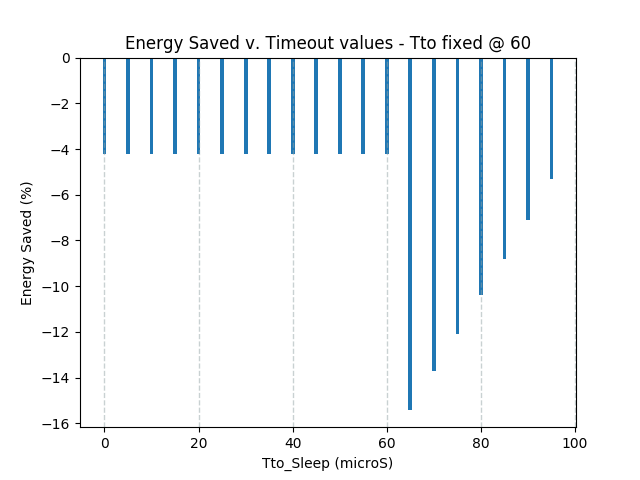 Energy Saved v. Timeout values - Tto fixed @ 60
0
−2
−4
−6
−8
−10
−12
−14
−16
Energy Saved (%)
0 20 40 60 80 100
Tto_Sleep (microS)